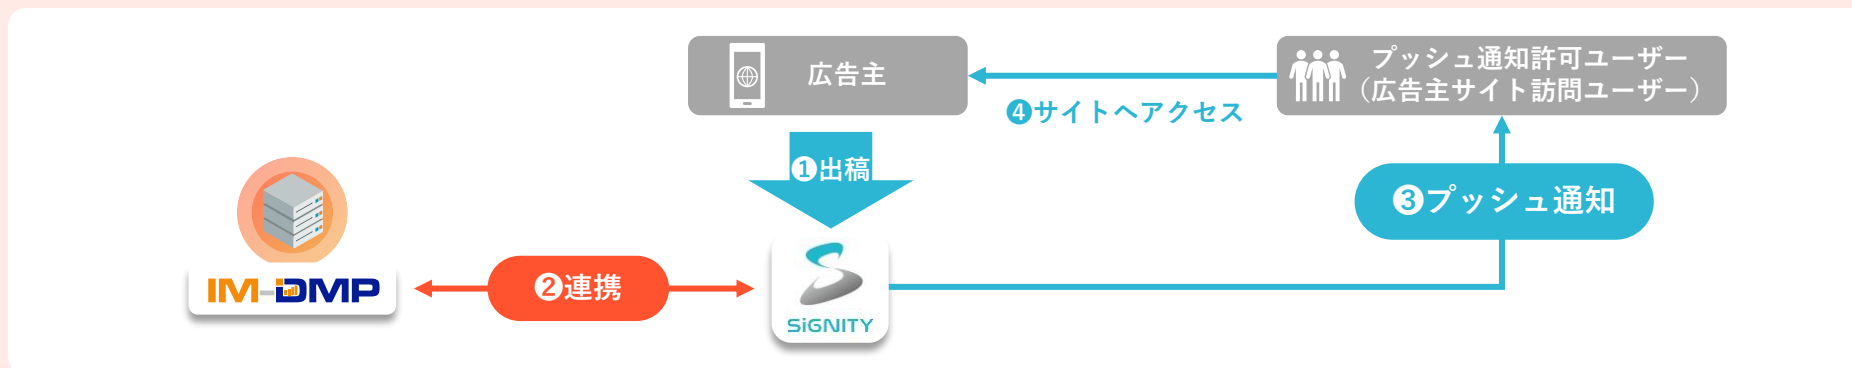 広告主
プッシュ通知許可ユーザー
（広告主サイト訪問ユーザー）
❹サイトへアクセス
❶出稿
❸プッシュ通知
IM-DMP
❷連携
SiGNITY